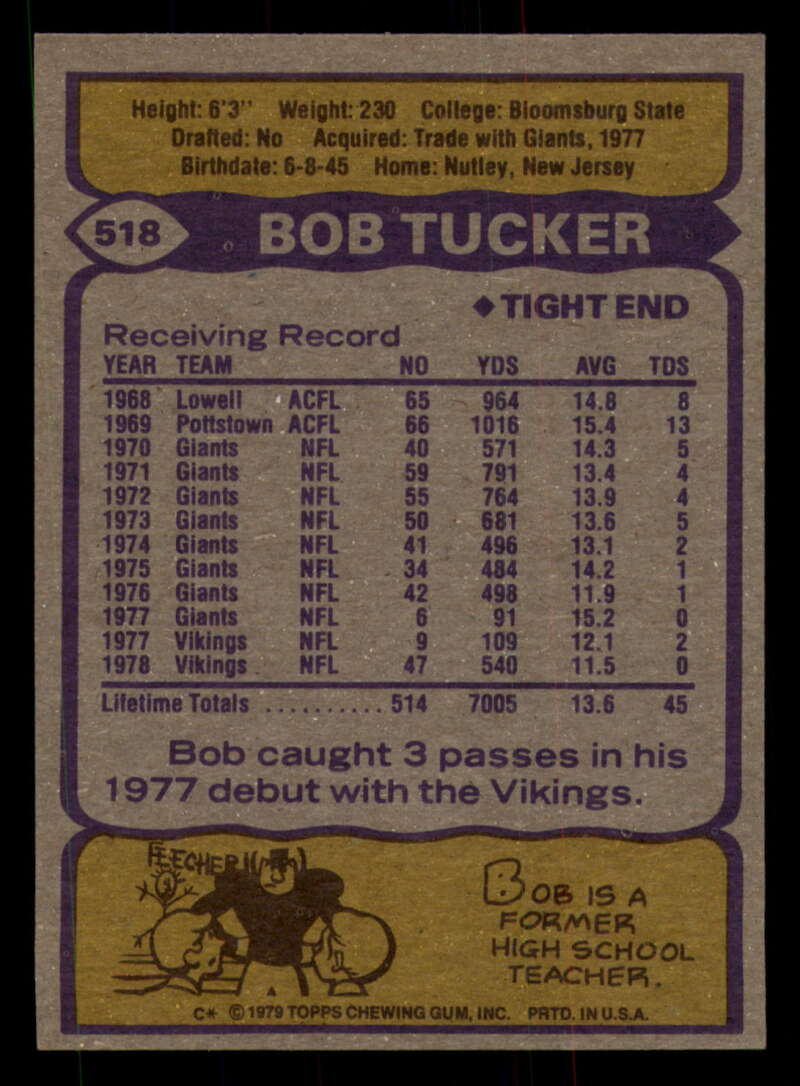 Height: 6'3" Weight: 230 College: Bloomsburg State
Drafted: No Acquired: Trade with Giants, 1977
Birthdate: 6-8-45 Home: Nutley, New Jersey
518 BOB TUCKER
◆TIGHT END
Receiving Record
YEAR TEAM NO YDS AVG TDS
1968 Lowell ACFL 65 964 14.8 8
1969 Pottstown ACFL 66 1016 15.4 13
1970 Giants NFL 40 571 14.3 5
1971 Giants NFL 59 791 13.4 4
1972 Giants NFL 55 764 13.9 4
1973 Giants NFL 50 681 13.6 5
1974 Giants NFL 41 496 13.1 2
1975 Giants NFL 34 484 14.2 1
1976 Giants NFL 42 498 11.9 1
1977 Giants NFL 6 91 15.2 0
1977 Vikings NFL 9 109 12.1 2
1978 Vikings NFL 47 540 11.5 0
Lifetime Totals .......... 514 7005 13.6 45
Bob caught 3 passes in his
1977 debut with the Vikings.
BOB IS A
FORMER
HIGH SCHOOL
TEACHER.
C* © 1979 TOPPS CHEWING GUM, INC. PRTD. IN U.S.A.